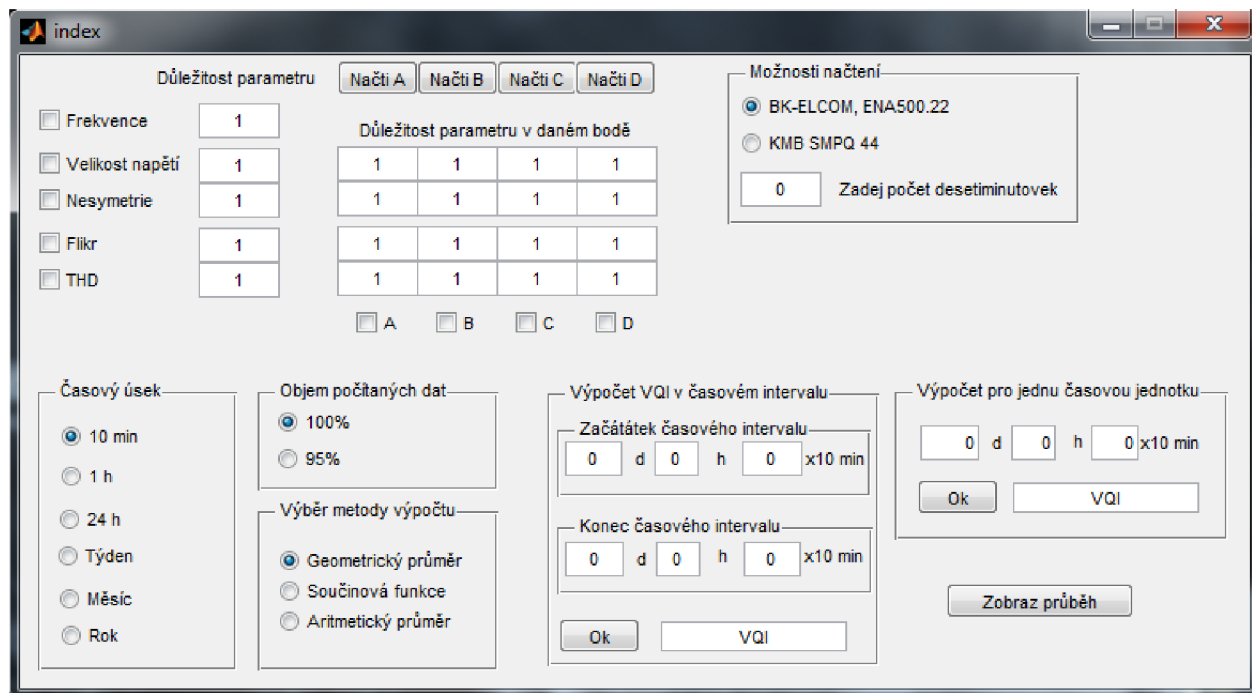 index
Důležitost parametru
Načti A Načti B Načti C Načti D
Frekvence 1
Důležitost parametru v daném bodě
Velikost napětí 1 1 1 1 1
Nesymetrie 1 1 1 1 1
Flikr 1 1 1 1 1
THD 1 1 1 1 1
A B C D
Možnosti načtení
BK-ELCOM, ENA500.22
KMB SMPQ 44
0 Zadej počet desetiminutovek
Časový úsek
10 min
1 h
24 h
Týden
Měsíc
Rok
Objem počítaných dat
100%
95%
Výběr metody výpočtu
Geometrický průměr
Součinová funkce
Aritmetický průměr
Výpočet VQI v časovém intervalu
Začátátek časového intervalu
0 d 0 h 0 x10 min
Konec časového intervalu
0 d 0 h 0 x10 min
Ok VQI
Výpočet pro jednu časovou jednotku
0 d 0 h 0 x10 min
Ok VQI
Zobraz průběh